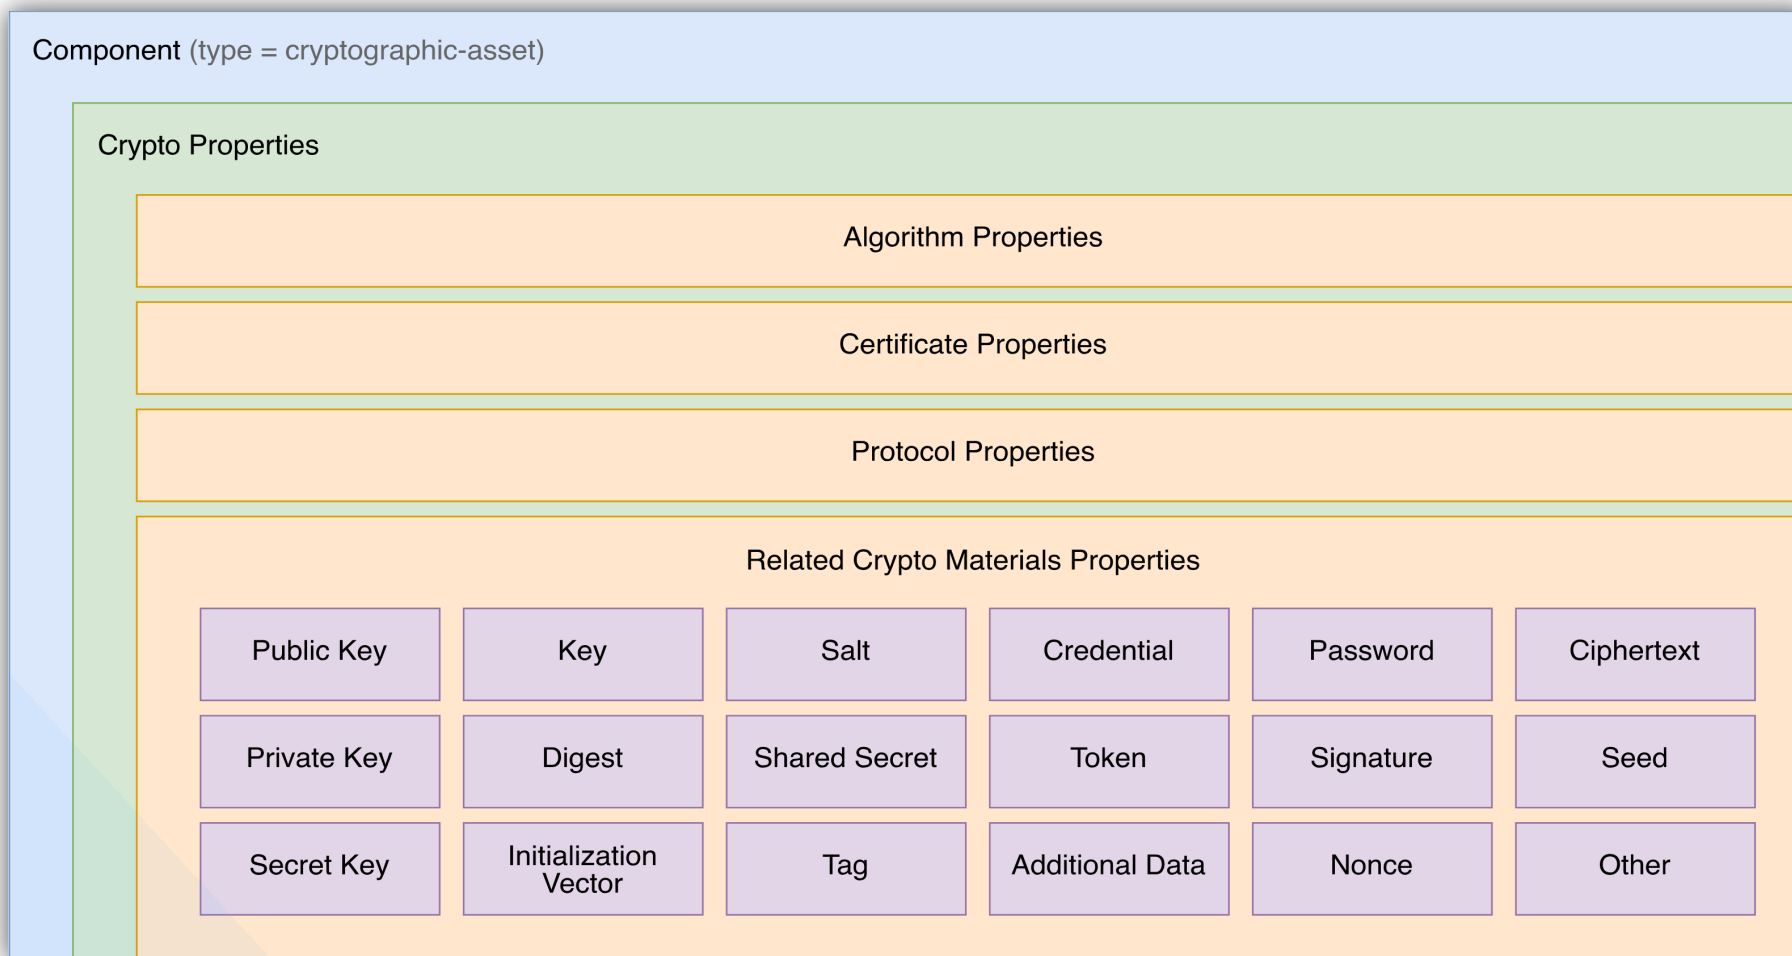 Component (type = cryptographic-asset)
Crypto Properties
Algorithm Properties
Certificate Properties
Protocol Properties
Related Crypto Materials Properties
Public Key
Key
Salt
Credential
Password
Ciphertext
Private Key
Digest
Shared Secret
Token
Signature
Seed
Secret Key
Initialization
Vector
Tag
Additional Data
Nonce
Other